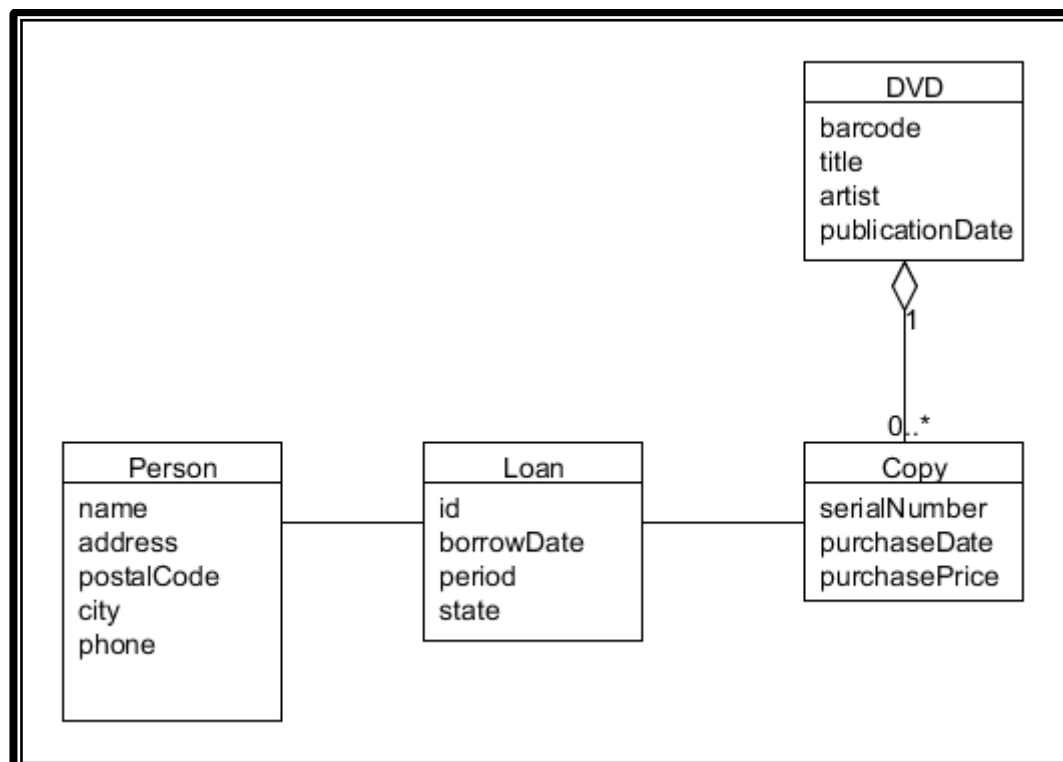 DVD
barcode
title
artist
publicationDate
1
0..*
Person
name
address
postalCode
city
phone
Loan
id
borrowDate
period
state
Copy
serialNumber
purchaseDate
purchasePrice